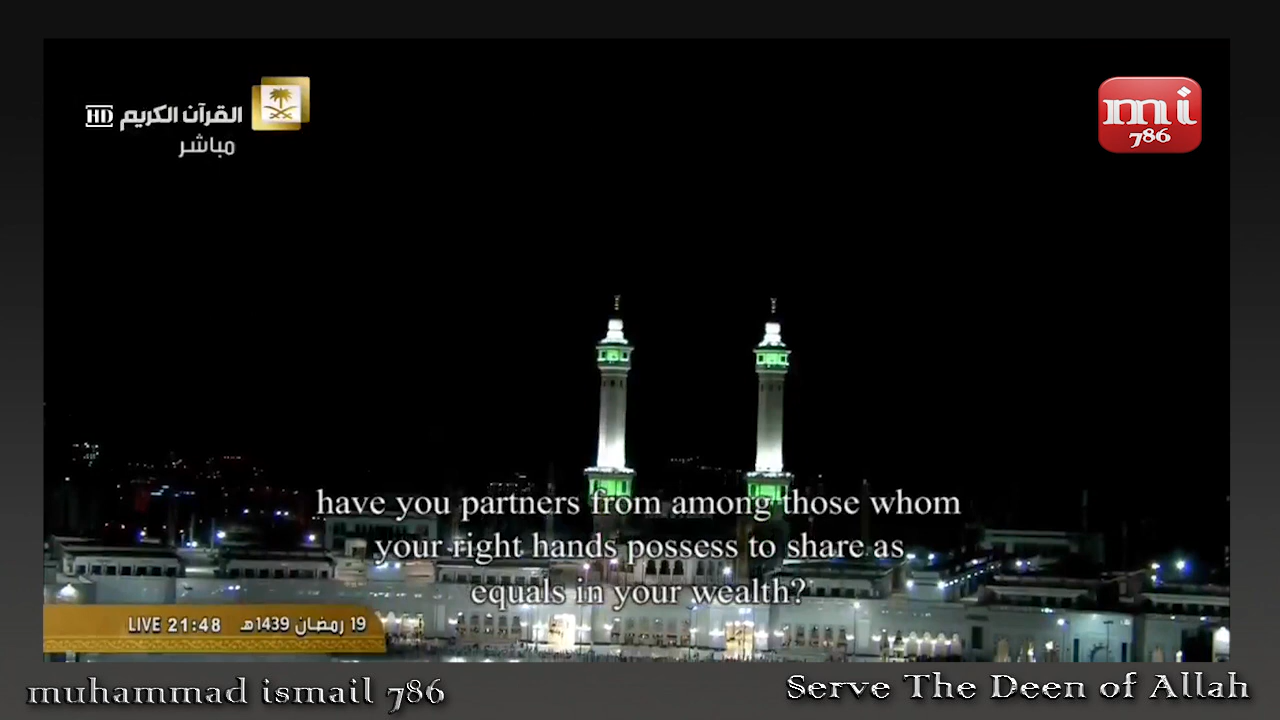 القرآن الكريم HD
مباشر
mi
786
have you partners from among those whom
your right hands possess to share as
equals in your wealth?
LIVE 21:48 19 رمضان 1439هـ
muhammad ismail 786
Serve The Deen of Allah